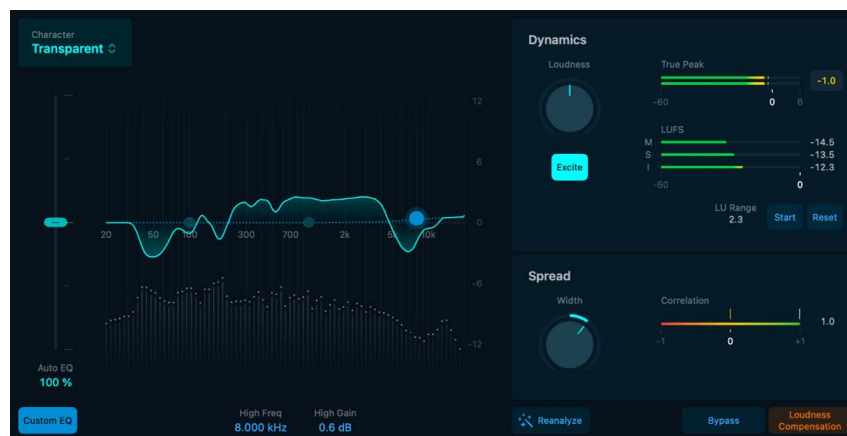 Character
Transparent
12
6
0
20 50 100 300 700 2k 5k 10k
-6
-12
Auto EQ
100 %
Custom EQ
High Freq High Gain
8.000 kHz 0.6 dB
Dynamics
Loudness
Excite
True Peak
-1.0
-60 0 6
LUFS
M -14.5
S -13.5
I -12.3
-60 0
LU Range
2.3
Start Reset
Spread
Width
Correlation
1.0
-1 0 +1
Reanalyze
Bypass
Loudness
Compensation